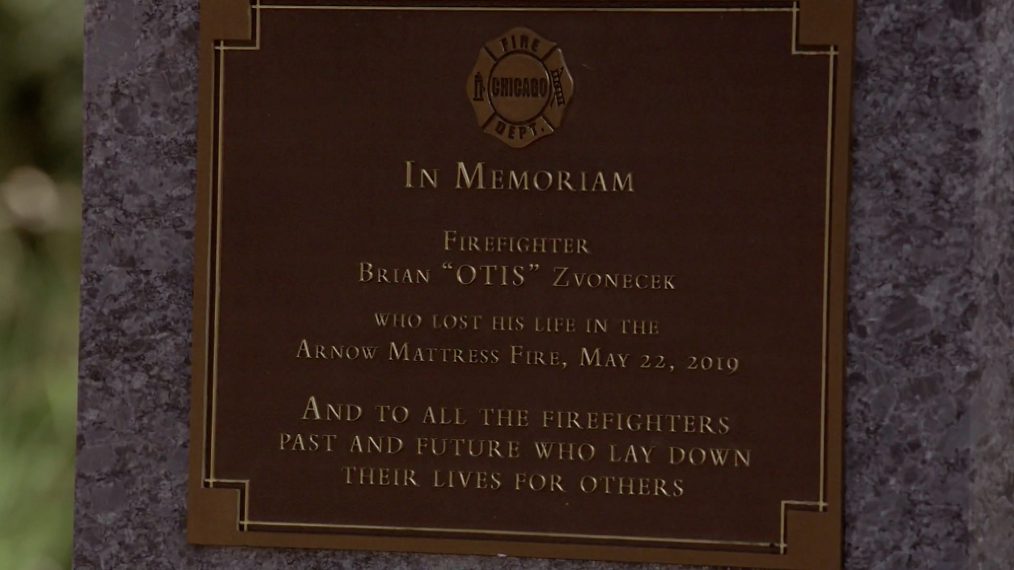 FIRE
CHICAGO
DEPT.
In Memoriam
Firefighter
Brian “OTIS” Zvonecek
who lost his life in the
Arnow Mattress Fire, May 22, 2019
And to all the firefighters
past and future who lay down
their lives for others